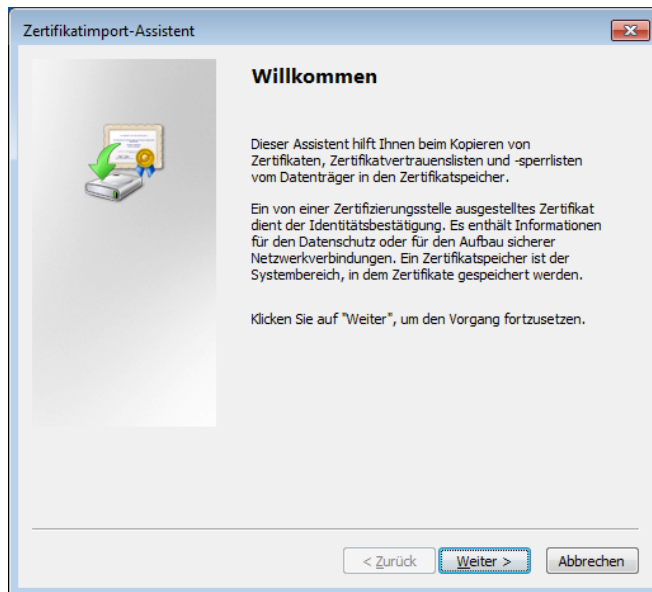 Zertifikatimport-Assistent
Willkommen
Dieser Assistent hilft Ihnen beim Kopieren von
Zertifikaten, Zertifikatvertrauenslisten und -sperrlisten
vom Datenträger in den Zertifikatspeicher.
Ein von einer Zertifizierungsstelle ausgestelltes Zertifikat
dient der Identitätsbestätigung. Es enthält Informationen
für den Datenschutz oder für den Aufbau sicherer
Netzwerkverbindungen. Ein Zertifikatspeicher ist der
Systembereich, in dem Zertifikate gespeichert werden.
Klicken Sie auf "Weiter", um den Vorgang fortzusetzen.
< Zurück Weiter > Abbrechen